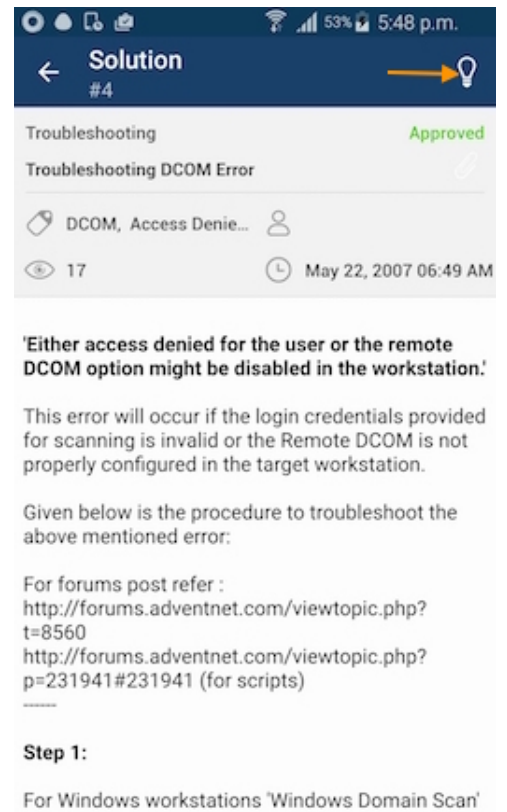 53% 5:48 p.m.
Solution
#4
Troubleshooting
Approved
Troubleshooting DCOM Error
DCOM, Access Denie...
17
May 22, 2007 06:49 AM
'Either access denied for the user or the remote
DCOM option might be disabled in the workstation.'
This error will occur if the login credentials provided
for scanning is invalid or the Remote DCOM is not
properly configured in the target workstation.
Given below is the procedure to troubleshoot the
above mentioned error:
For forums post refer :
http://forums.adventnet.com/viewtopic.php?
t=8560
http://forums.adventnet.com/viewtopic.php?
p=231941#231941 (for scripts)
------
Step 1:
For Windows workstations 'Windows Domain Scan'